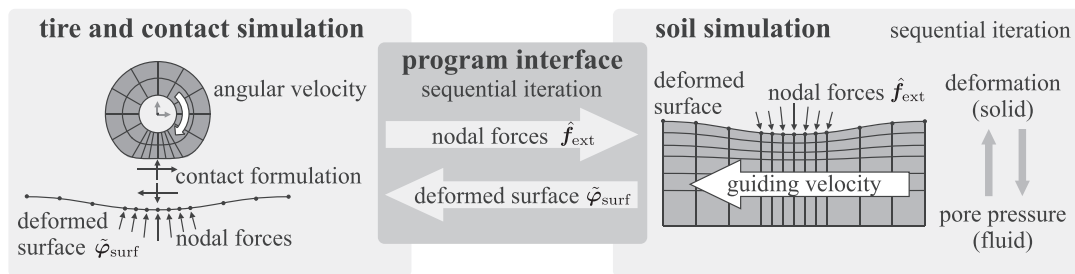 tire and contact simulation
angular velocity
contact formulation
deformed
surface φ̃surf
nodal forces
program interface
sequential iteration
nodal forces f̂ext
deformed surface φ̃surf
soil simulation
sequential iteration
deformed
surface
nodal forces f̂ext
guiding velocity
deformation
(solid)
pore pressure
(fluid)